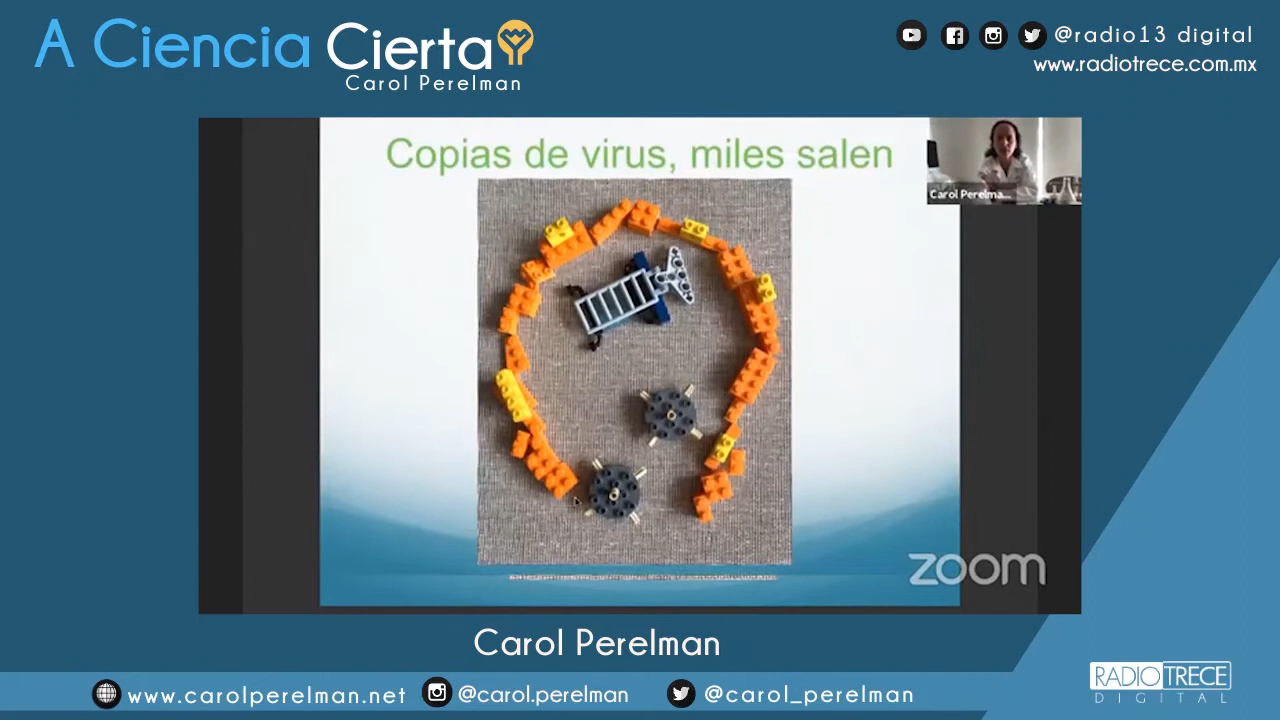 A Ciencia Cierta
Carol Perelman
@radio13 digital
www.radiotrece.com.mx
Copias de virus, miles salen
Carol Perelma...
zoom
Carol Perelman
www.carolperelman.net
@carol.perelman
@carol_perelman
RADIO TRECE
DIGITAL